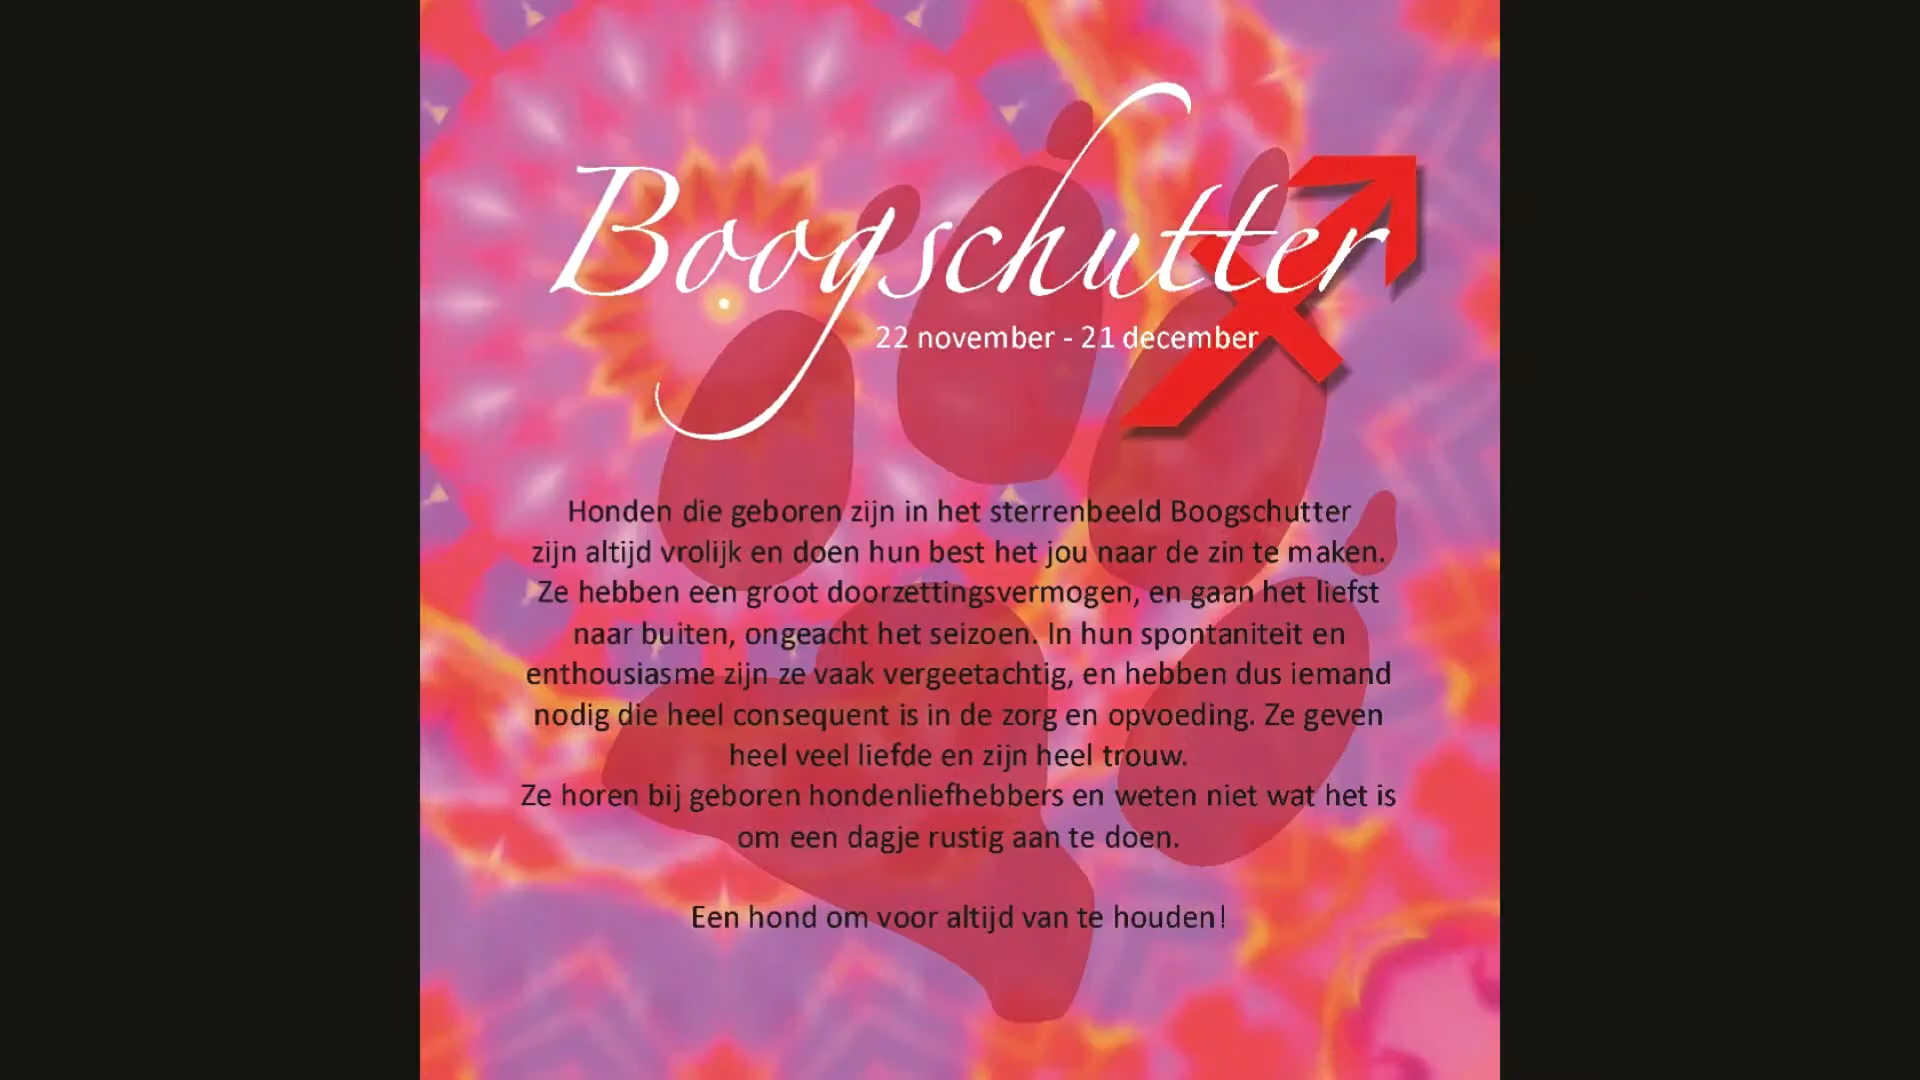 Boogschutter
22 november - 21 december
Honden die geboren zijn in het sterrenbeeld Boogschutter
zijn altijd vrolijk en doen hun best het jou naar de zin te maken.
Ze hebben een groot doorzettingsvermogen, en gaan het liefst
naar buiten, ongeacht het seizoen. In hun spontaniteit en
enthousiasme zijn ze vaak vergeetachtig, en hebben dus iemand
nodig die heel consequent is in de zorg en opvoeding. Ze geven
heel veel liefde en zijn heel trouw.
Ze horen bij geboren hondenliefhebbers en weten niet wat het is
om een dagje rustig aan te doen.
Een hond om voor altijd van te houden!